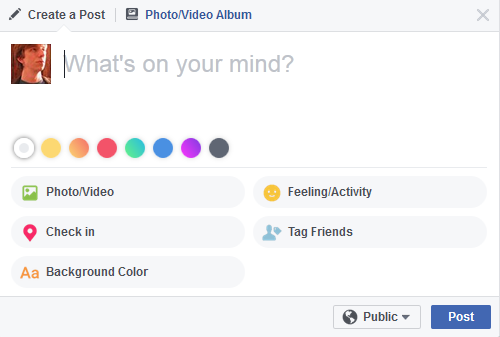 Create a Post Photo/Video Album
What's on your mind?
Photo/Video Feeling/Activity
Check in Tag Friends
Aa Background Color
Public Post